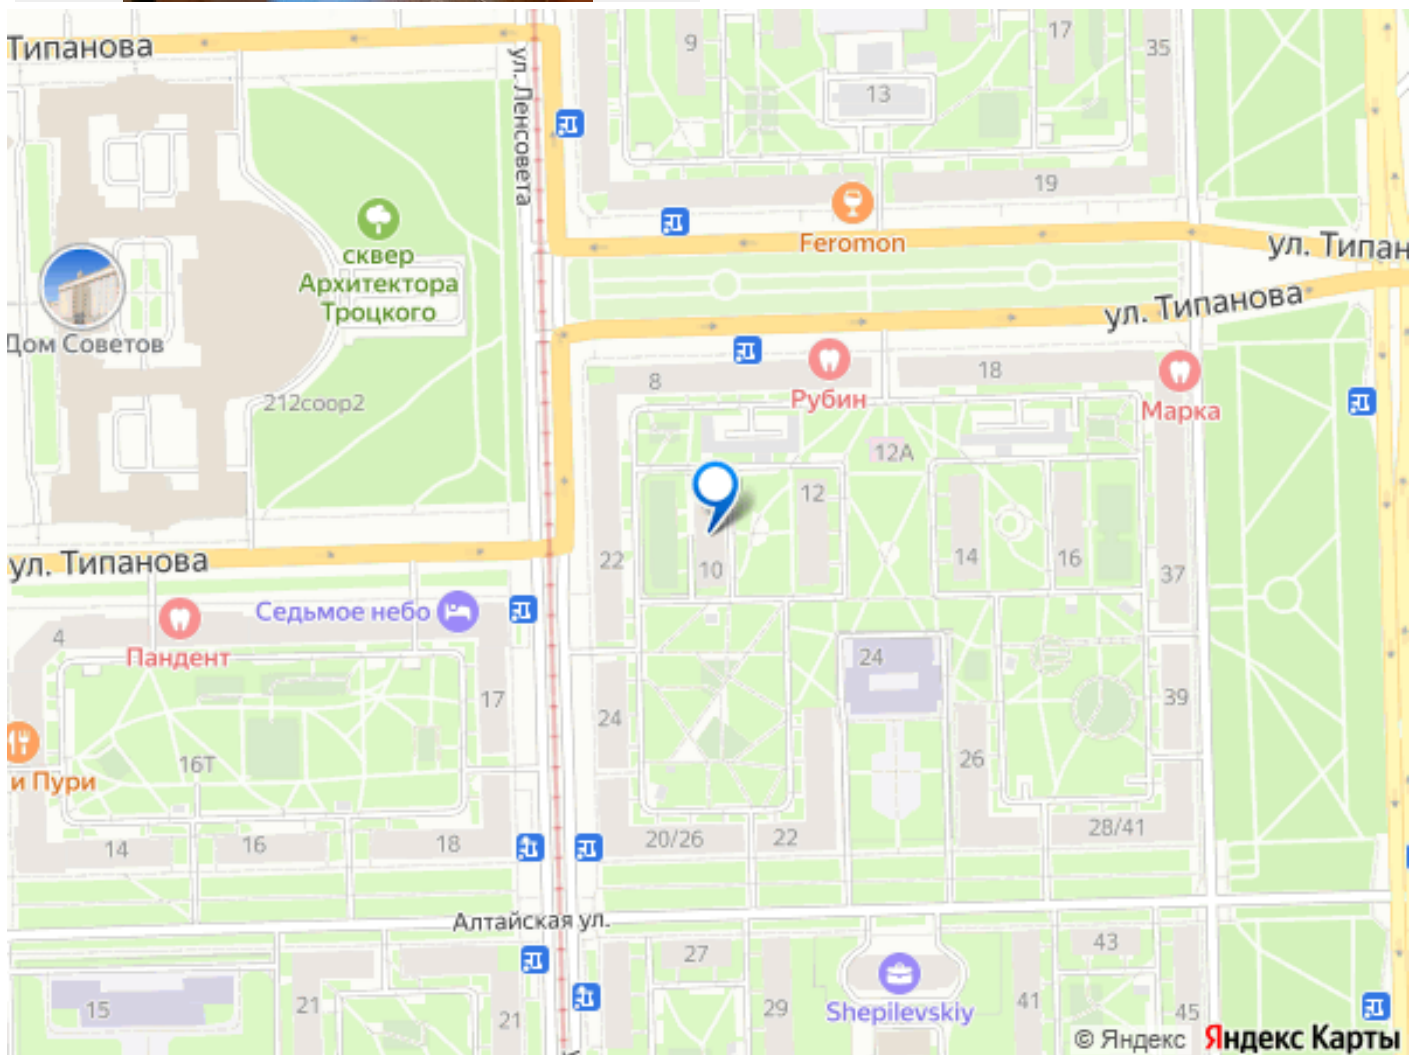 Типанова
9
17
35
ул. Ленсовета
13
19
Feromon
ул. Типан
сквер
Архитектора
Троцкого
ул. Типанова
Дом Советов
8
Рубин
18
Марка
212соор2
12А
12
22
10
14
16
37
ул. Типанова
Седьмое небо
4
Пандент
24
17
24
39
16Т
26
и Пури
14
16
18
20/26
22
28/41
Алтайская ул.
27
43
15
21
21
29
Shepilevskiy
41
45
© Яндекс Яндекс Карты